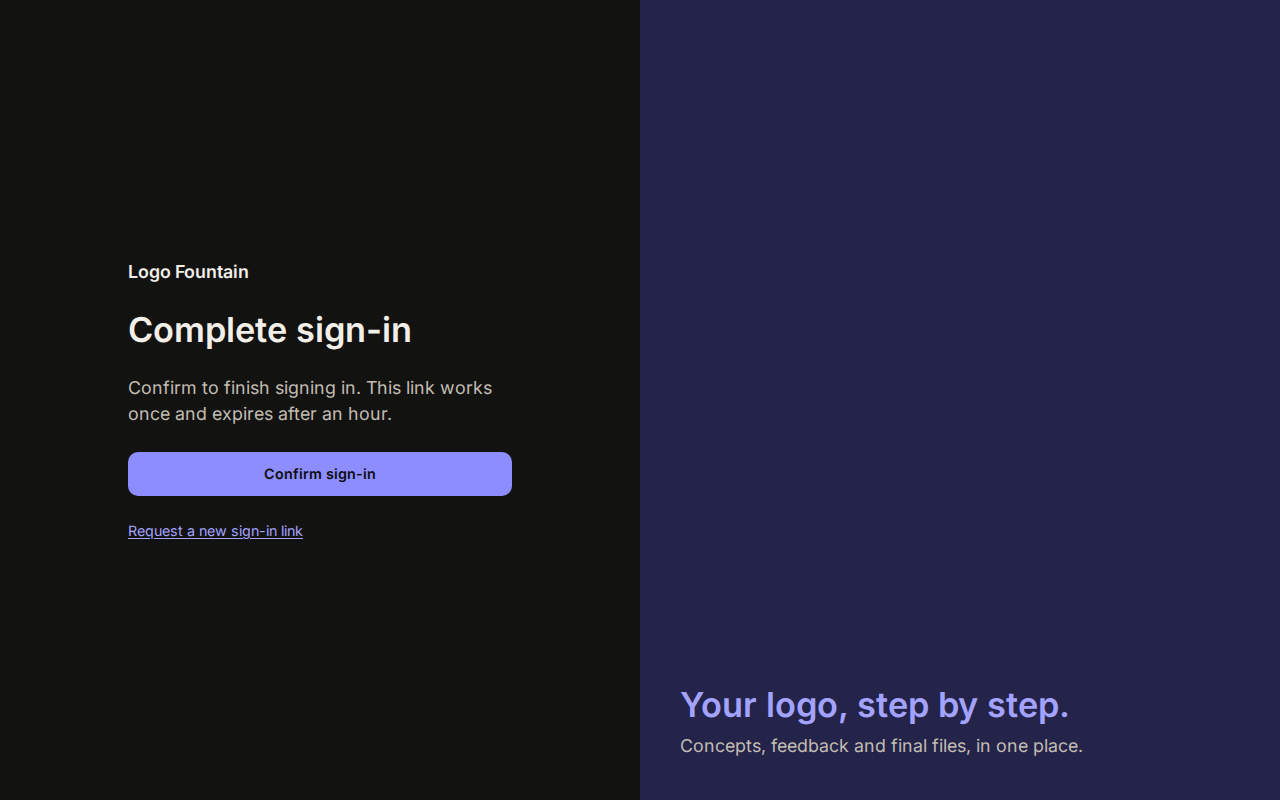 Logo Fountain
Complete sign-in
Confirm to finish signing in. This link works
once and expires after an hour.
Confirm sign-in
Request a new sign-in link
Your logo, step by step.
Concepts, feedback and final files, in one place.